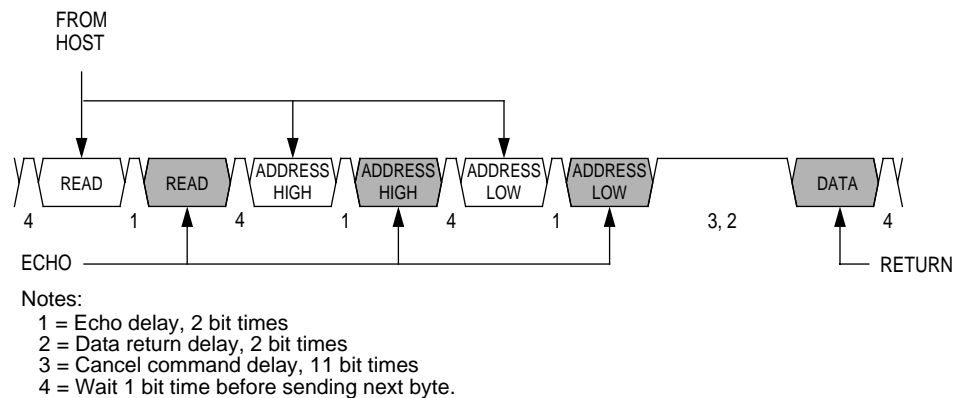 FROM
HOST
READ
READ
ADDRESS
HIGH
ADDRESS
HIGH
ADDRESS
LOW
ADDRESS
LOW
DATA
4
1
4
1
4
1
3, 2
4
ECHO
RETURN
Notes:
1 = Echo delay, 2 bit times
2 = Data return delay, 2 bit times
3 = Cancel command delay, 11 bit times
4 = Wait 1 bit time before sending next byte.